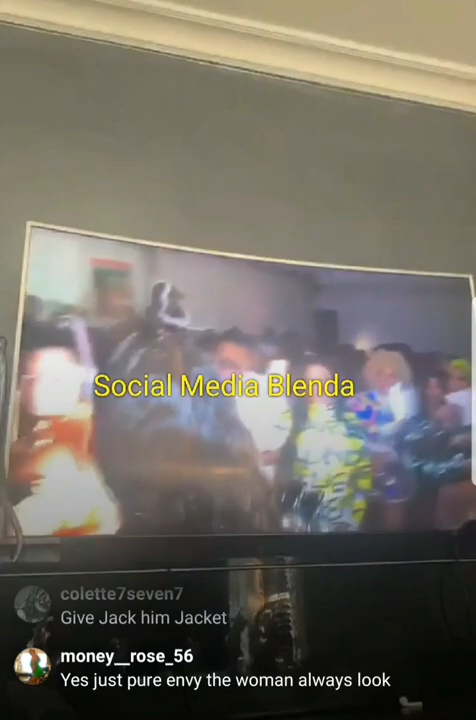 Social Media Blenda
colette7seven7
Give Jack him Jacket
money__rose_56
Yes just pure envy the woman always look